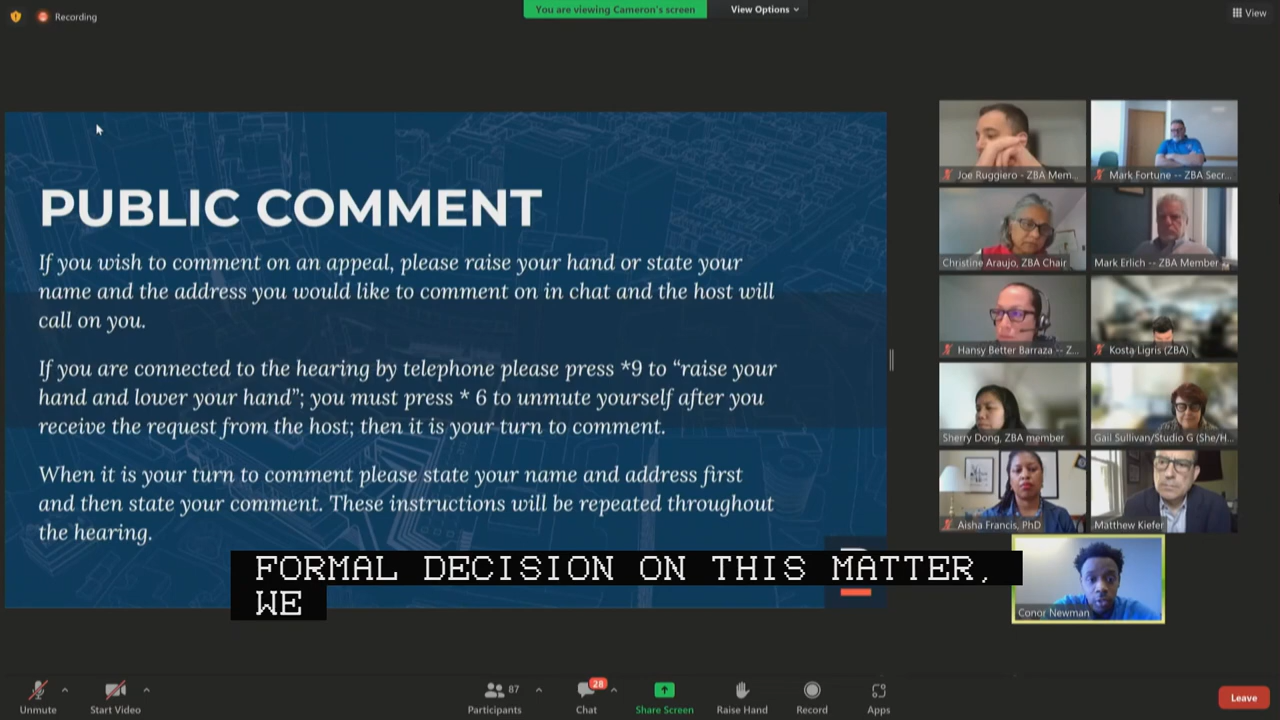 Recording
You are viewing Cameron's screen
View Options
View
PUBLIC COMMENT
If you wish to comment on an appeal, please raise your hand or state your
name and the address you would like to comment on in chat and the host will
call on you.
If you are connected to the hearing by telephone please press *9 to “raise your
hand and lower your hand”; you must press * 6 to unmute yourself after you
receive the request from the host; then it is your turn to comment.
When it is your turn to comment please state your name and address first
and then state your comment. These instructions will be repeated throughout
the hearing.
FORMAL DECISION ON THIS MATTER,
WE
Joe Ruggiero - ZBA Mem...
Mark Fortune -- ZBA Secr...
Christine Araujo, ZBA Chair
Mark Erlich -- ZBA Member -...
Hansy Better Barraza -- Z...
Kosta Ligris (ZBA)
Sherry Dong, ZBA member
Gail Sullivan/Studio G (She/H...
Aisha Francis, PhD
Matthew Kiefer
Conor Newman
Unmute
Start Video
87
Participants
28
Chat
Share Screen
Raise Hand
Record
Apps
Leave